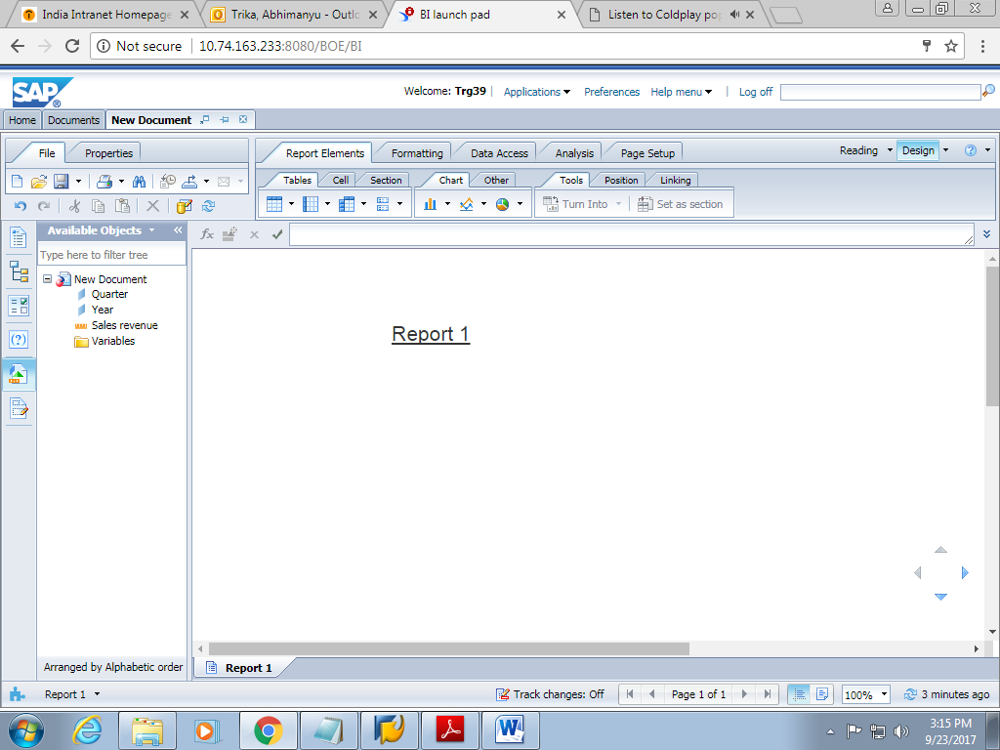 India Intranet Homepage
Trika, Abhimanyu - Outlo
BI launch pad
Listen to Coldplay pop
Not secure | 10.74.163.233:8080/BOE/BI
SAP ®
Welcome: Trg39 | Applications Preferences Help menu | Log off
Home Documents New Document
File Properties Report Elements Formatting Data Access Analysis Page Setup Reading Design
Tables Cell Section Chart Other Tools Position Linking
Turn Into Set as section
Available Objects
fx
Type here to filter tree
New Document
Quarter
Year
Sales revenue
Variables
Report 1
Arranged by Alphabetic order
Report 1
Report 1 Track changes: Off Page 1 of 1 100% 3 minutes ago
3:15 PM
9/23/2017